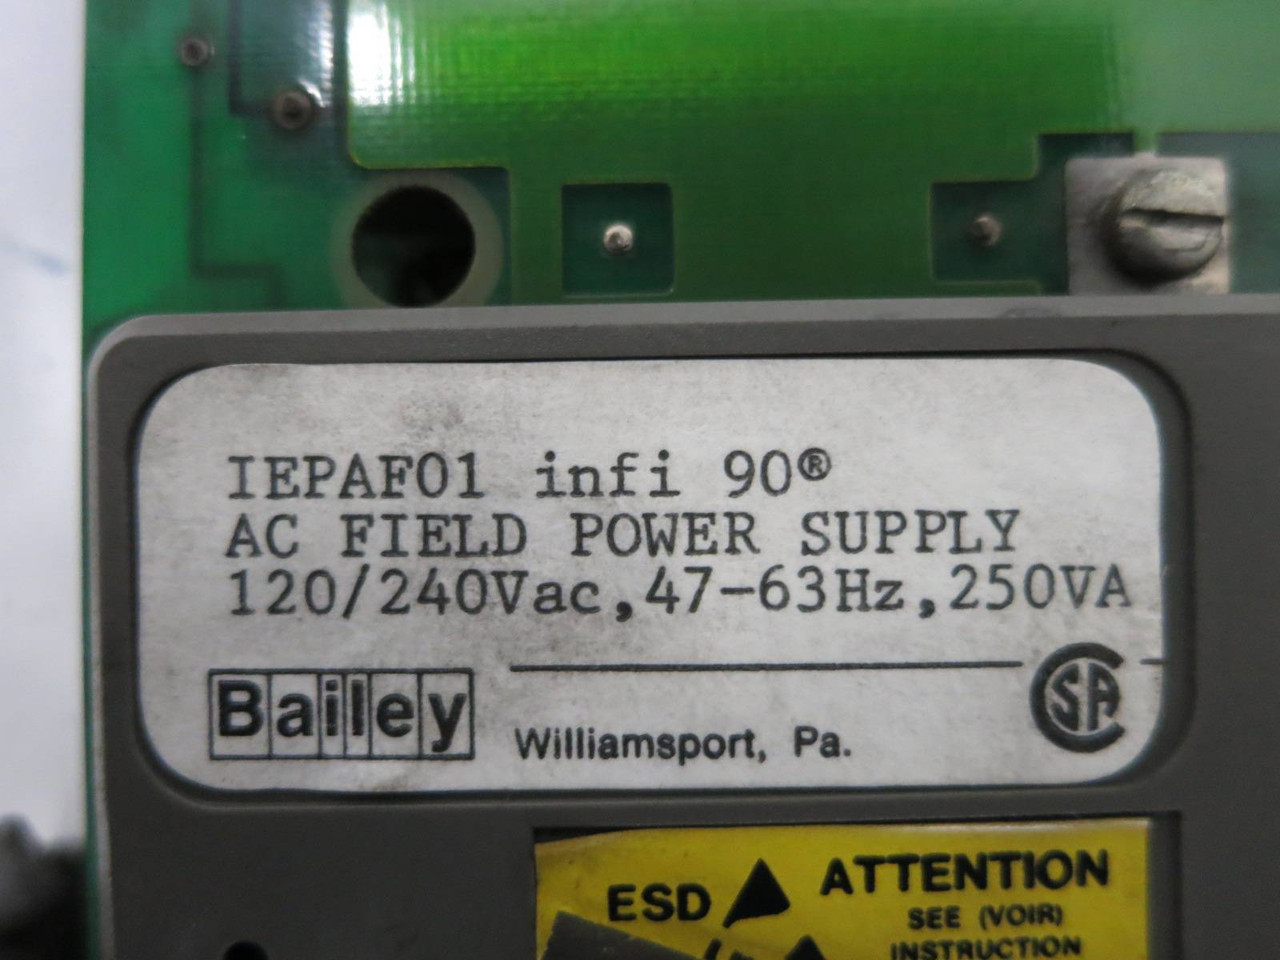 IEPAF01 infi 90®
AC FIELD POWER SUPPLY
120/240Vac,47-63Hz,250VA
Bailey
Williamsport, Pa.
CSA
ESD
ATTENTION
SEE (VOIR)
INSTRUCTION